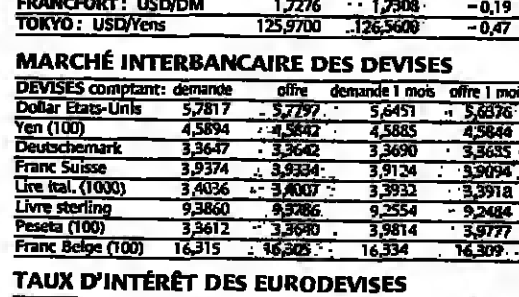 FRANCFORT : USD/DM 1,7276 1,7308 – 0,19
TOKYO : USD/Yens 125,9700 126,5600 – 0,47
MARCHÉ INTERBANCAIRE DES DEVISES
DEVISES comptant : demande offre demande 1 mois offre 1 mois
Dollar Etats-Unis 5,7817 5,7797 5,6451 5,6376
Yen (100) 4,5894 4,5842 4,5885 4,5844
Deutschemark 3,3647 3,3642 3,3690 3,3685
Franc Suisse 3,9374 3,9334 3,9124 3,9094
Lire ital. (1000) 3,4036 3,4007 3,3932 3,3918
Livre sterling 9,3860 9,3786 9,2554 9,2484
Peseta (100) 3,3612 3,3640 3,9814 3,9777
Franc Belge (100) 16,315 16,305 16,334 16,309
TAUX D'INTÉRÊT DES EURODEVISES